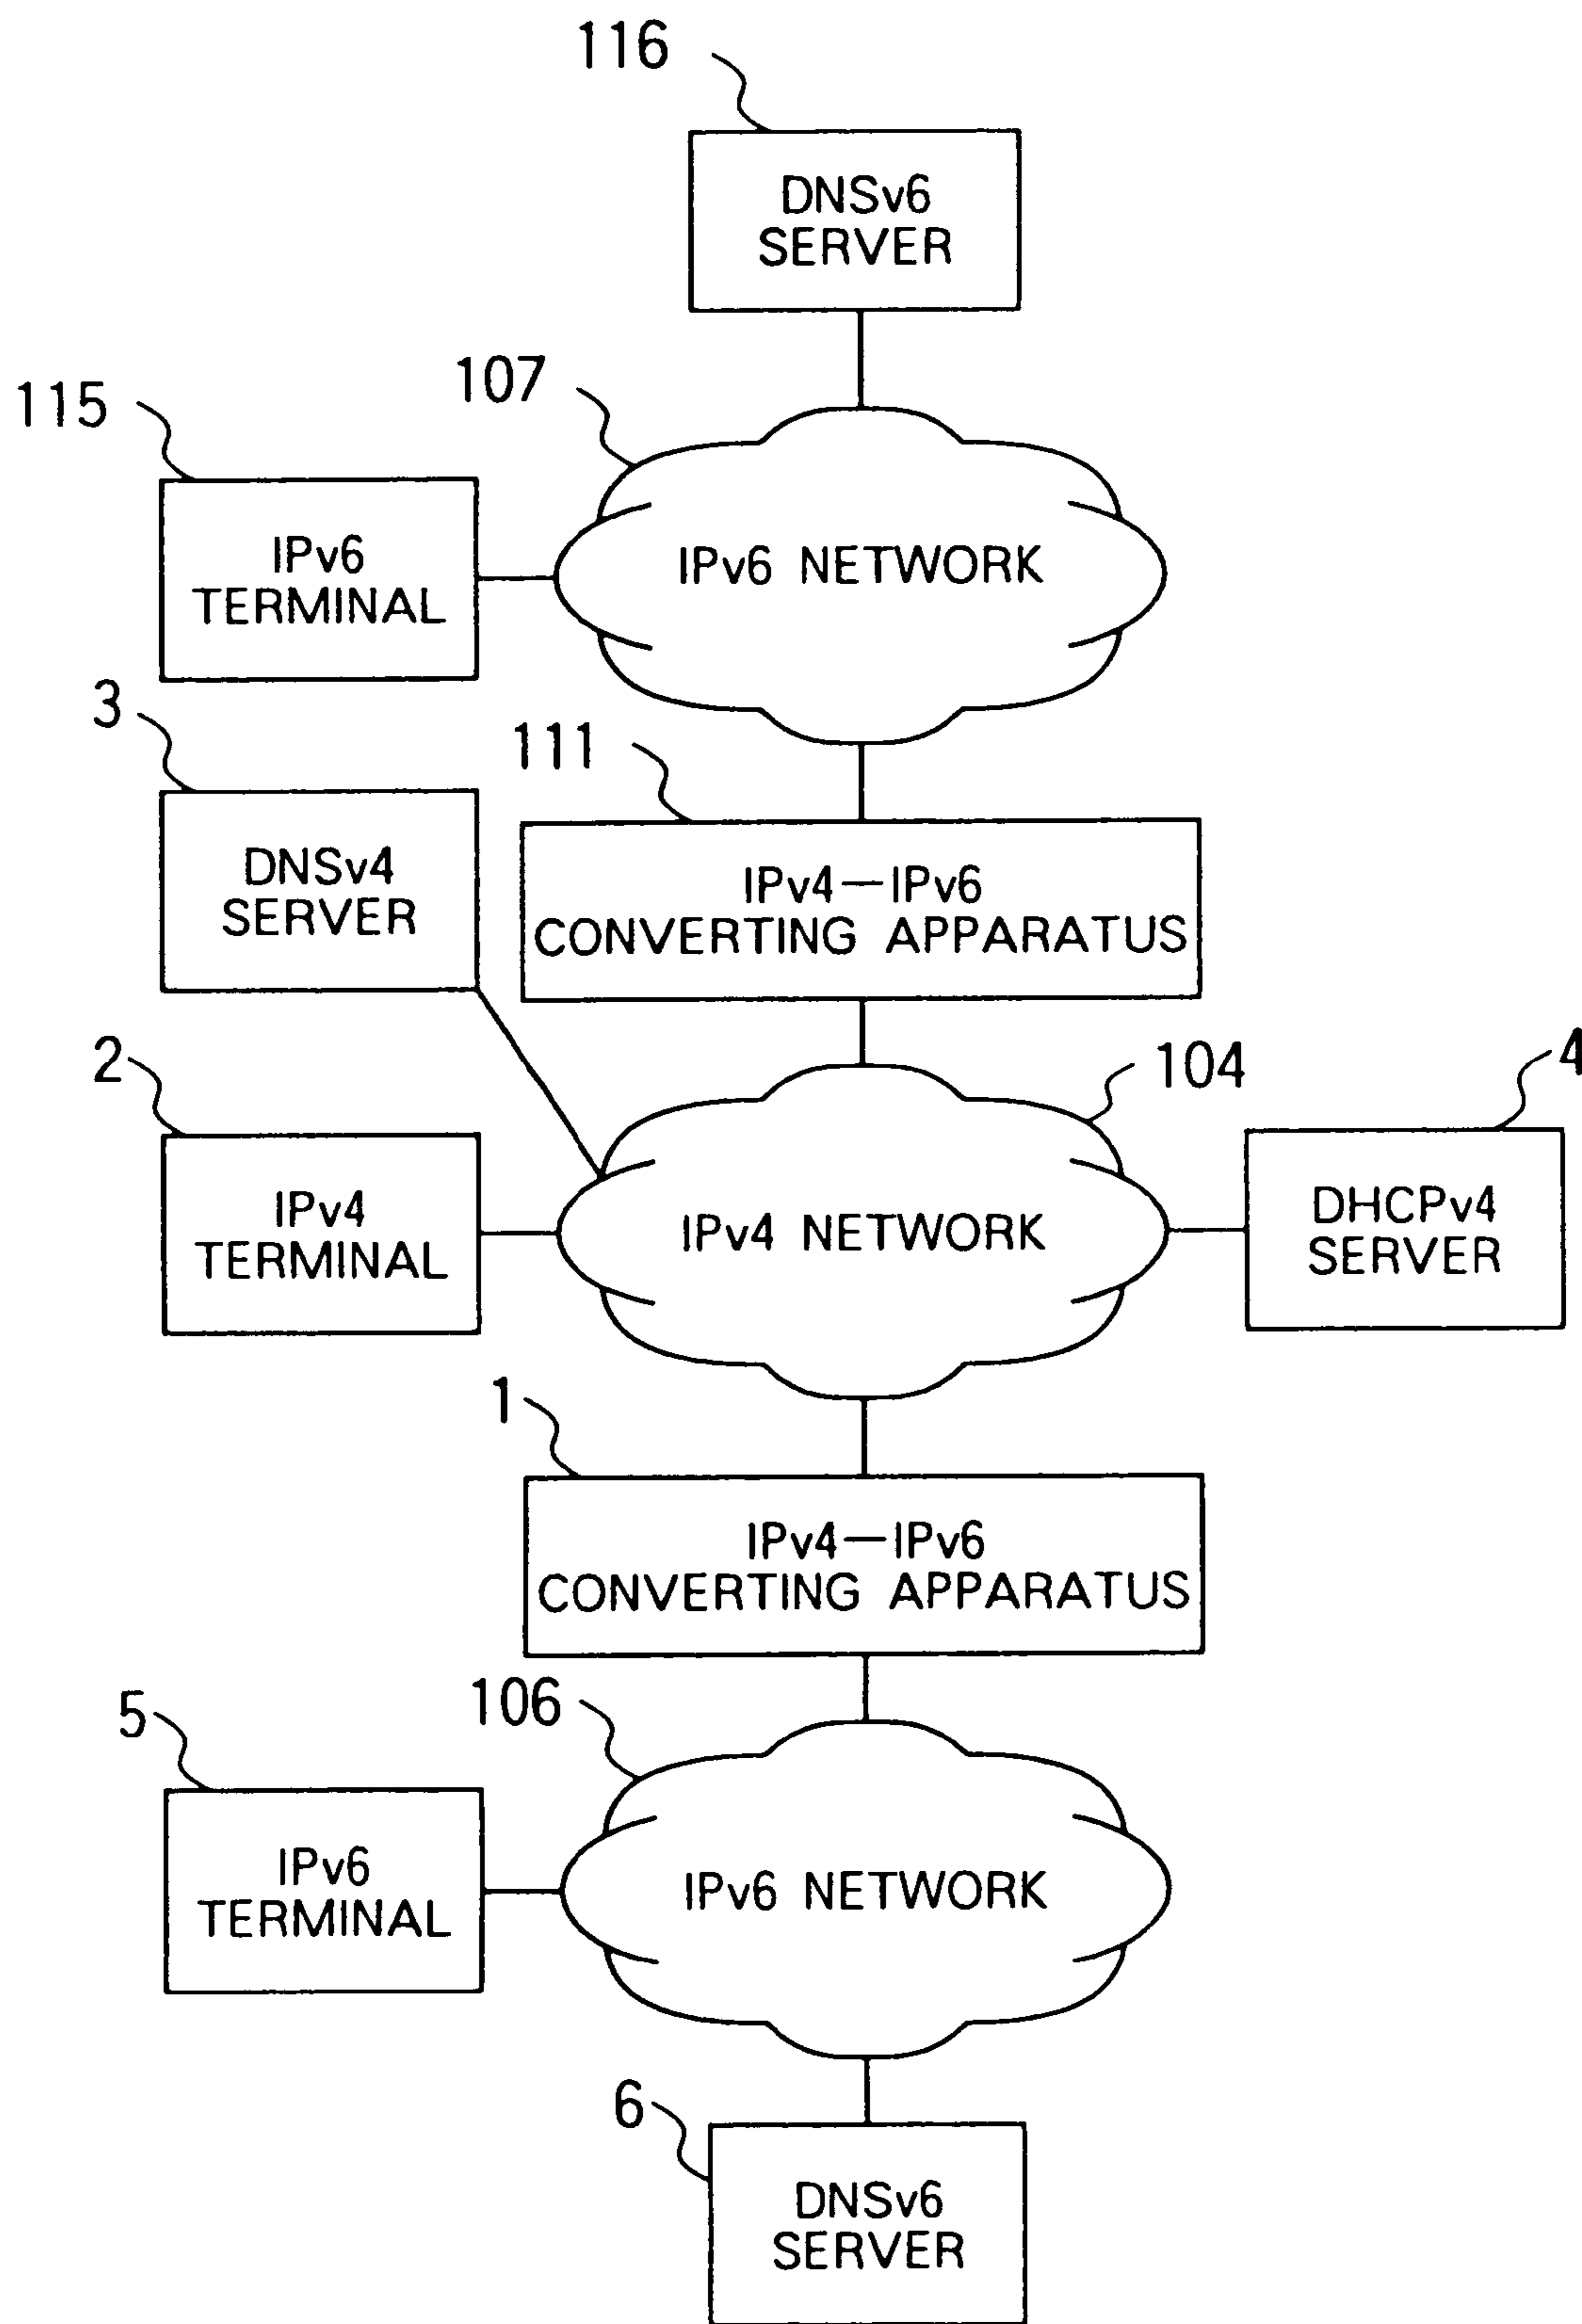 116
DNSv6
SERVER
107
115
IPv6
TERMINAL
IPv6 NETWORK
3
111
DNSv4
SERVER
IPv4—IPv6
CONVERTING APPARATUS
2
104
4
IPv4
TERMINAL
IPv4 NETWORK
DHCPv4
SERVER
1
IPv4—IPv6
CONVERTING APPARATUS
5
106
IPv6
TERMINAL
IPv6 NETWORK
6
DNSv6
SERVER